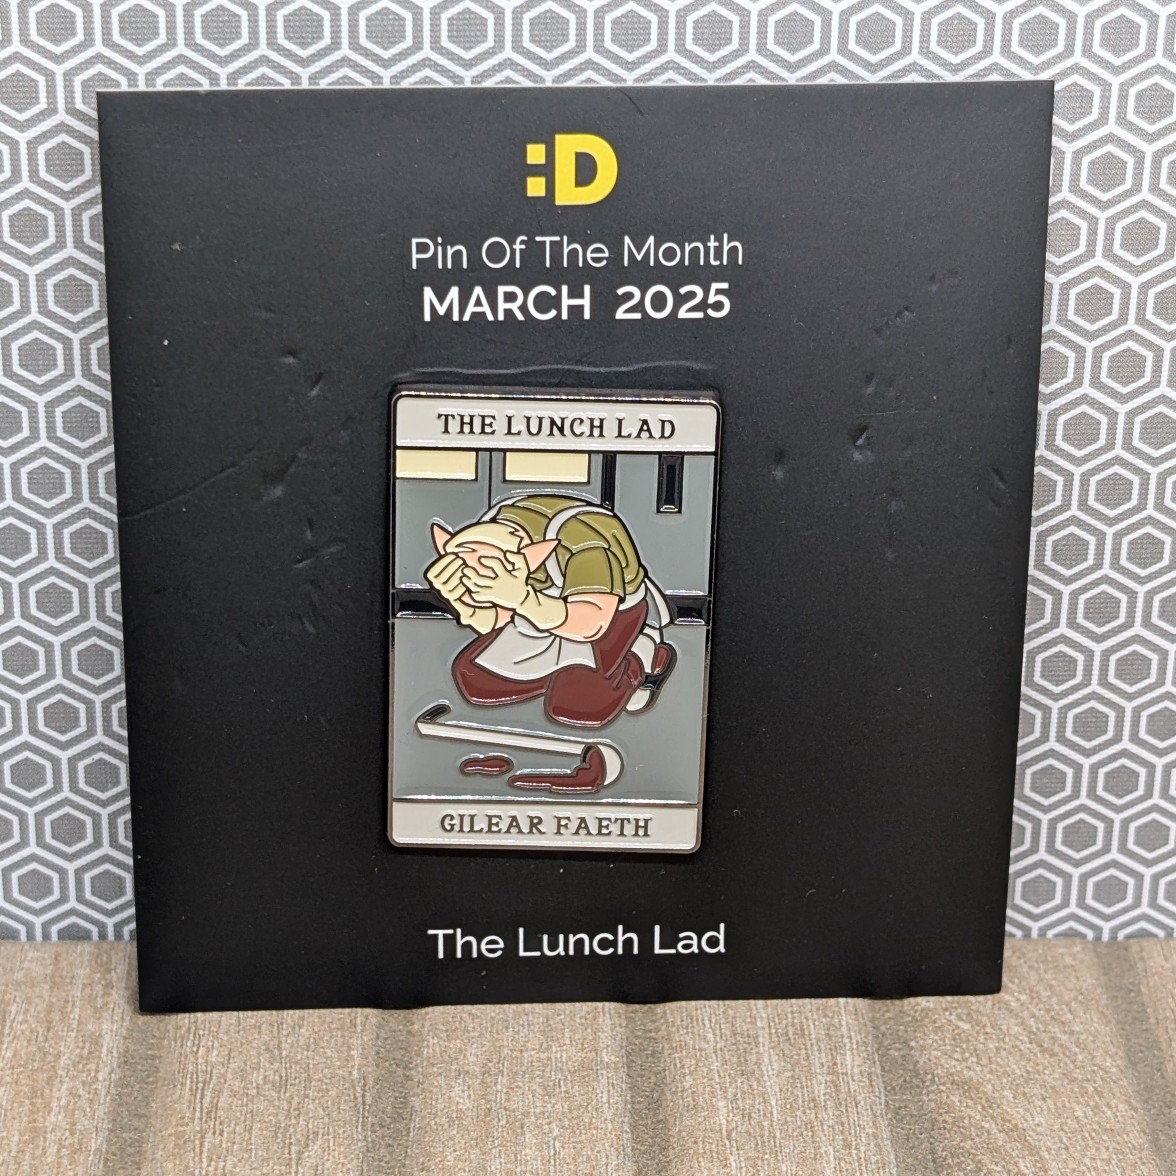 :D
Pin Of The Month
MARCH 2025
THE LUNCH LAD
GILEAR FAETH
The Lunch Lad